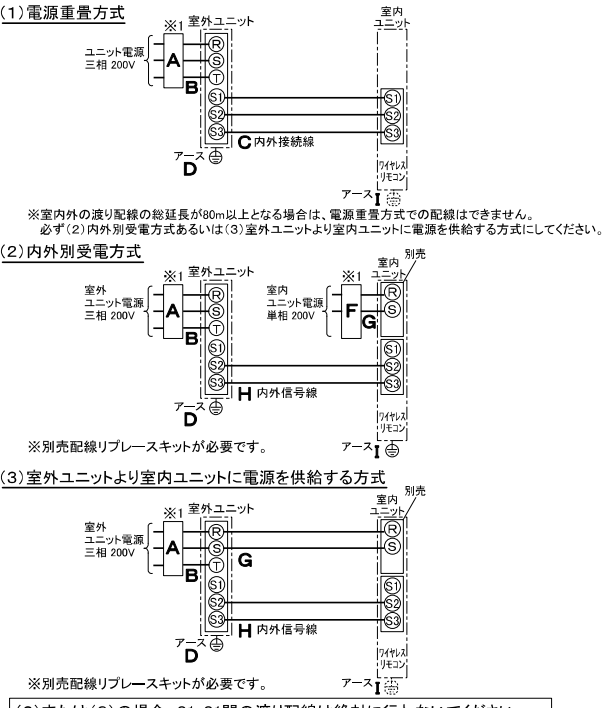 (1)電源重畳方式
※1
室外ユニット
室内
ユニット
ユニット電源
三相 200V
A
B
R
S
T
S1
S2
S3
S1
S2
S3
C 内外接続線
アース
D
ワイヤレス
リモコン
アース I
※室内外の渡り配線の総延長が80m以上となる場合は、電源重畳方式での配線はできません。
必ず(2)内外別受電方式あるいは(3)室外ユニットより室内ユニットに電源を供給する方式にしてください。
(2)内外別受電方式
※1
室外ユニット
※1
室内
ユニット
別売
室外
ユニット電源
三相 200V
A
B
R
S
T
S1
S2
S3
室内
ユニット電源
単相 200V
F
G
R
S
S1
S2
S3
H 内外信号線
アース
D
ワイヤレス
リモコン
アース I
※別売配線リプレースキットが必要です。
(3)室外ユニットより室内ユニットに電源を供給する方式
※1
室外ユニット
室内
ユニット
別売
室外
ユニット電源
三相 200V
A
B
R
S
T
S1
S2
S3
G
R
S
S1
S2
S3
H 内外信号線
アース
D
ワイヤレス
リモコン
アース I
※別売配線リプレースキットが必要です。